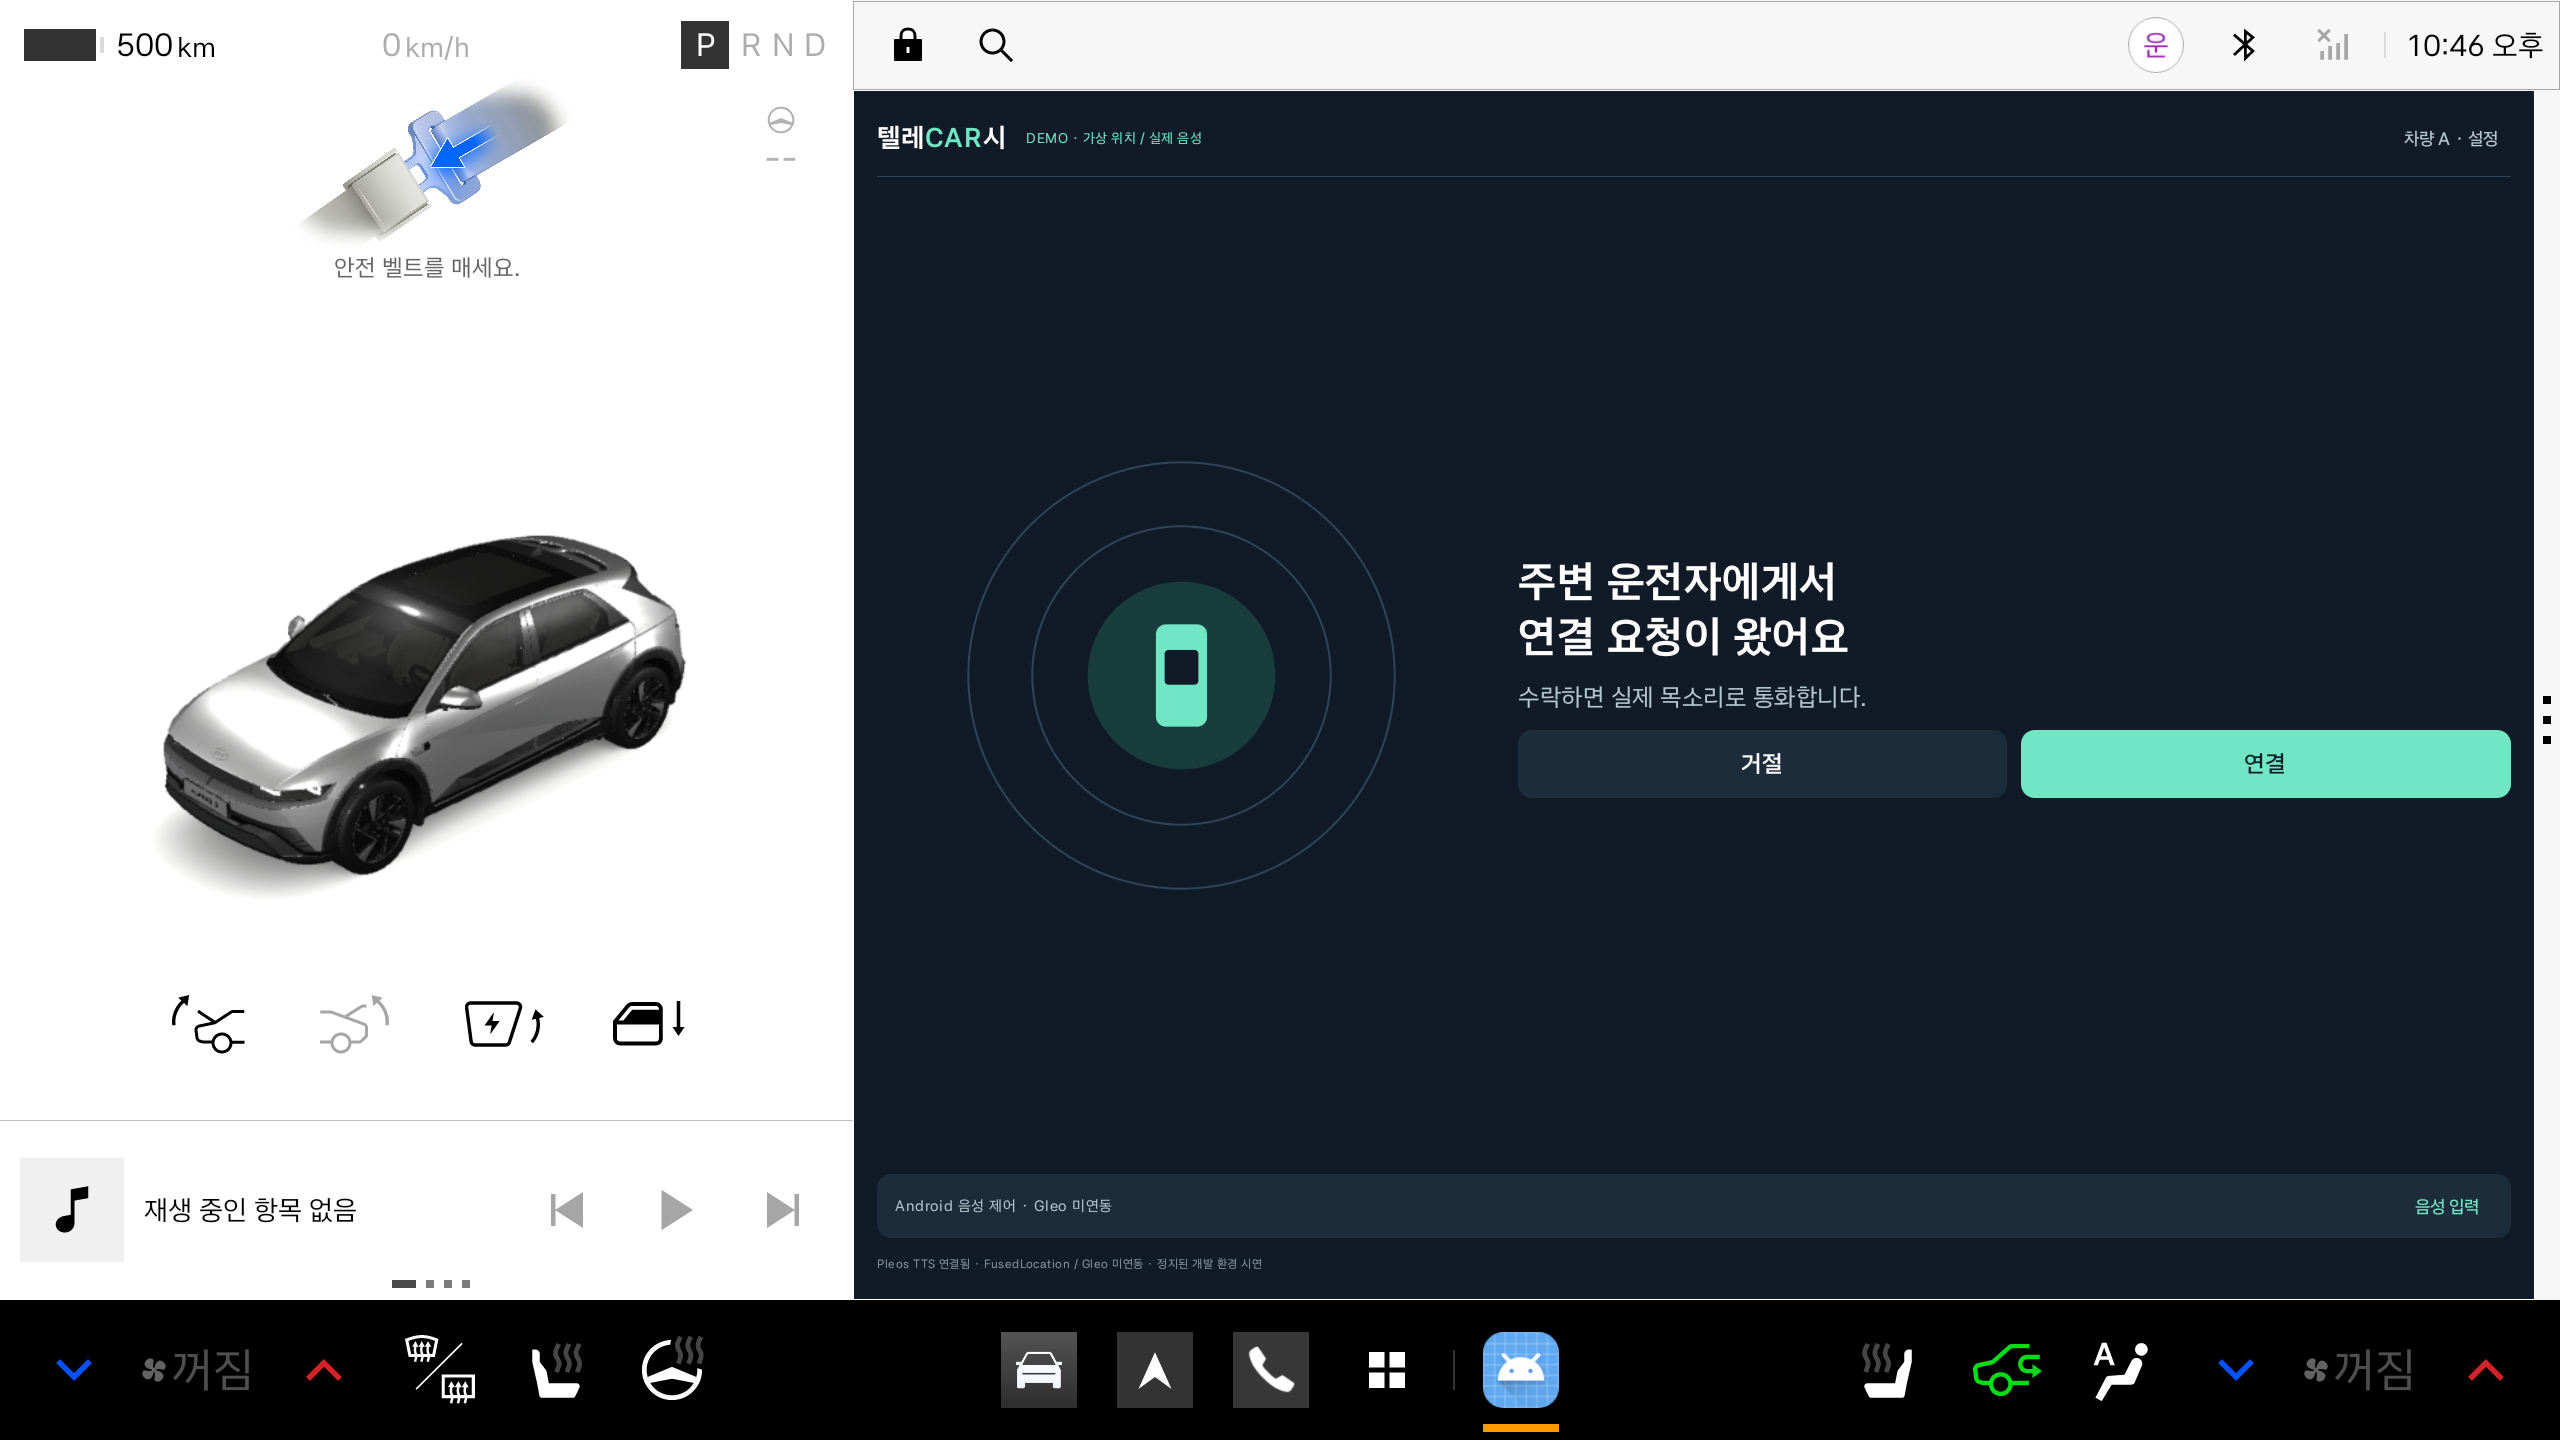 500 km
0 km/h
P R N D
안전 벨트를 매세요.
재생 중인 항목 없음
운
10:46 오후
텔레CAR시
DEMO · 가상 위치 / 실제 음성
차량 A · 설정
주변 운전자에게서
연결 요청이 왔어요
수락하면 실제 목소리로 통화합니다.
거절
연결
Android 음성 제어 · Gleo 미연동
음성 입력
Pleos TTS 연결됨 · FusedLocation / Gleo 미연동 · 정지된 개발 환경 시연
꺼짐
A
꺼짐